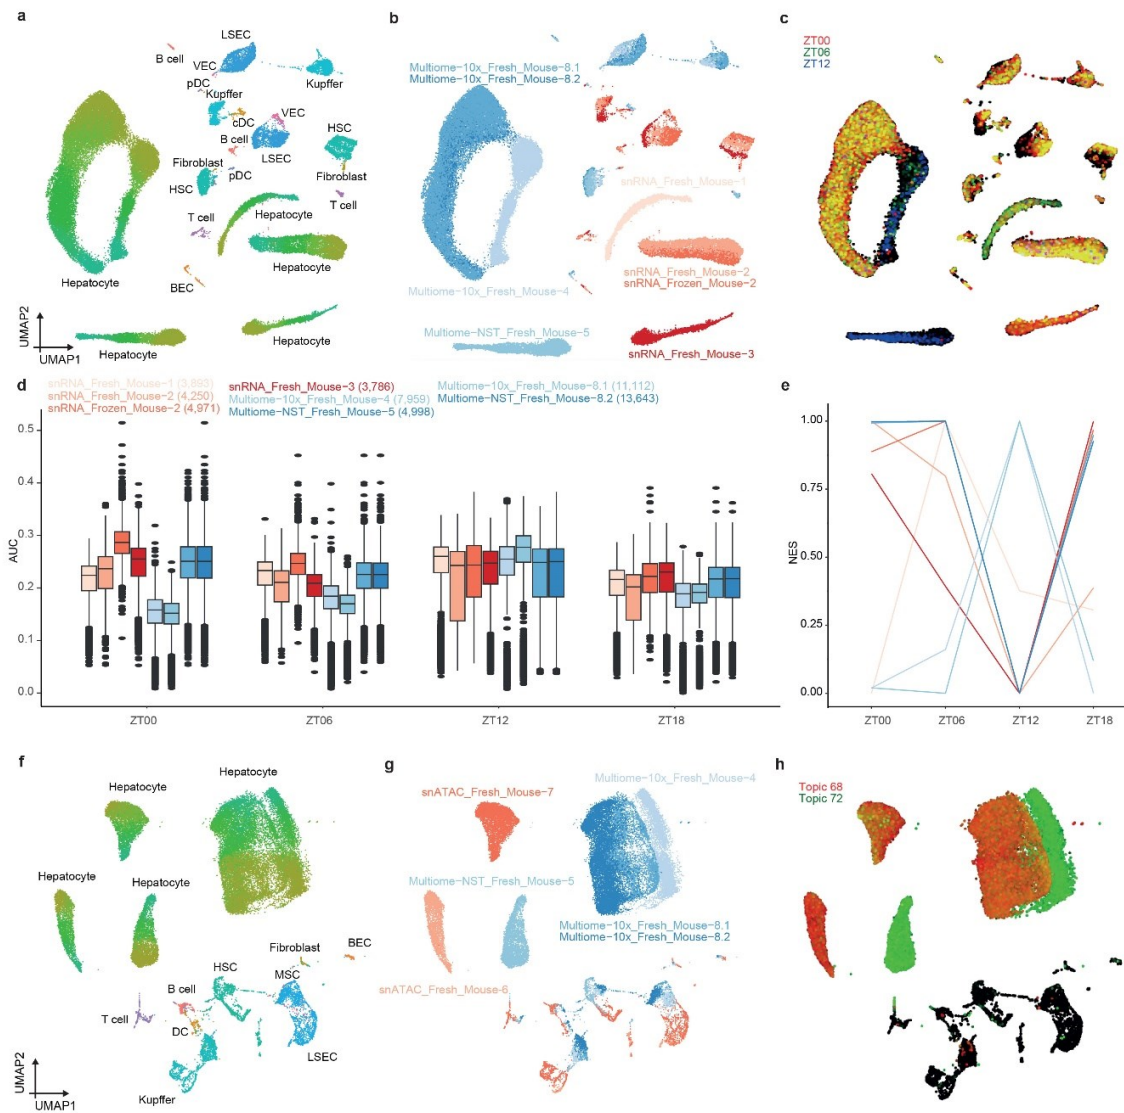 a
LSEC
B cell
VEC
pDC
Kupffer
Kupffer
cDC
VEC
B cell
LSEC
HSC
Fibroblast
pDC
HSC
Fibroblast
T cell
T cell
Hepatocyte
Hepatocyte
Hepatocyte
BEC
Hepatocyte
Hepatocyte
UMAP2
UMAP1
b
Multiome-10x_Fresh_Mouse-8.1
Multiome-10x_Fresh_Mouse-8.2
snRNA_Fresh_Mouse-1
snRNA_Fresh_Mouse-2
snRNA_Frozen_Mouse-2
Multiome-10x_Fresh_Mouse-4
Multiome-NST_Fresh_Mouse-5
snRNA_Fresh_Mouse-3
c
ZT00
ZT06
ZT12
d
snRNA_Fresh_Mouse-1 (3,893)
snRNA_Fresh_Mouse-2 (4,250)
snRNA_Frozen_Mouse-2 (4,971)
snRNA_Fresh_Mouse-3 (3,786)
Multiome-10x_Fresh_Mouse-4 (7,959)
Multiome-NST_Fresh_Mouse-5 (4,998)
Multiome-10x_Fresh_Mouse-8.1 (11,112)
Multiome-NST_Fresh_Mouse-8.2 (13,643)
AUC
0.5
0.4
0.3
0.2
0.1
0.0
ZT00 ZT06 ZT12 ZT18
e
NES
1.00
0.75
0.50
0.25
0.00
ZT00 ZT06 ZT12 ZT18
f
Hepatocyte
Hepatocyte
Hepatocyte
Hepatocyte
Fibroblast
BEC
HSC
MSC
B cell
T cell
DC
LSEC
Kupffer
UMAP2
UMAP1
g
Multiome-10x_Fresh_Mouse-4
snATAC_Fresh_Mouse-7
Multiome-NST_Fresh_Mouse-5
Multiome-10x_Fresh_Mouse-8.1
Multiome-10x_Fresh_Mouse-8.2
snATAC_Fresh_Mouse-6
h
Topic 68
Topic 72